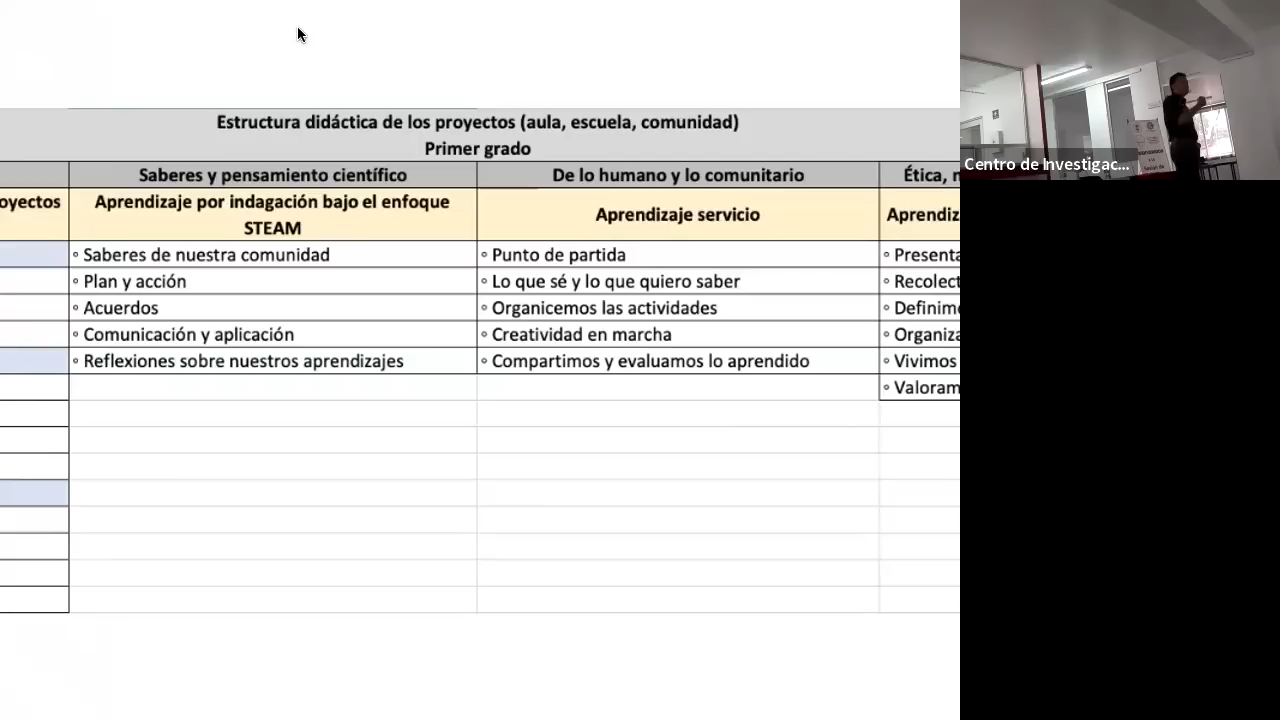 Estructura didáctica de los proyectos (aula, escuela, comunidad)
Primer grado
Saberes y pensamiento científico
De lo humano y lo comunitario
Ética, n
oyectos
Aprendizaje por indagación bajo el enfoque
STEAM
Aprendizaje servicio
Aprendiz
◦ Saberes de nuestra comunidad
◦ Punto de partida
◦ Presenta
◦ Plan y acción
◦ Lo que sé y lo que quiero saber
◦ Recolect
◦ Acuerdos
◦ Organicemos las actividades
◦ Definimo
◦ Comunicación y aplicación
◦ Creatividad en marcha
◦ Organiza
◦ Reflexiones sobre nuestros aprendizajes
◦ Compartimos y evaluamos lo aprendido
◦ Vivimos
◦ Valoram
Centro de Investigac...